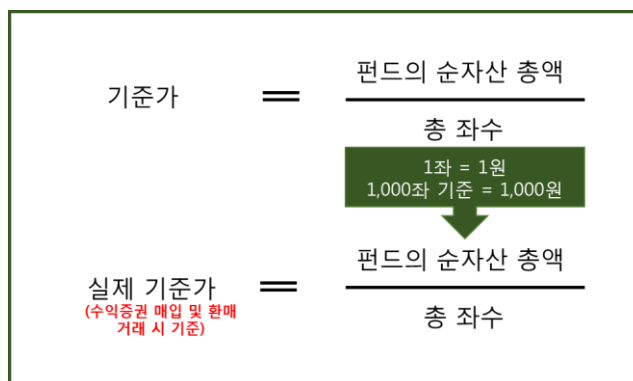 기준가 = 펀드의 순자산 총액
총 좌수
1좌 = 1원
1,000좌 기준 = 1,000원
실제 기준가 = 펀드의 순자산 총액
(수익증권 매입 및 환매
거래 시 기준)
총 좌수